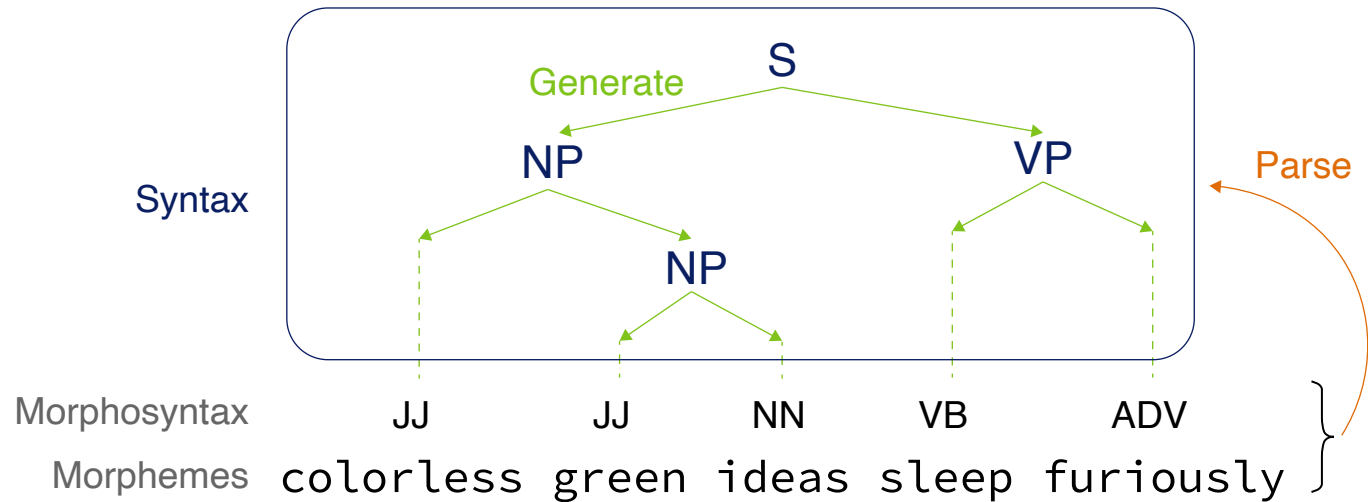 S
Generate
NP VP
Parse
Syntax
NP
Morphosyntax JJ JJ NN VB ADV
Morphemes colorless green ideas sleep furiously